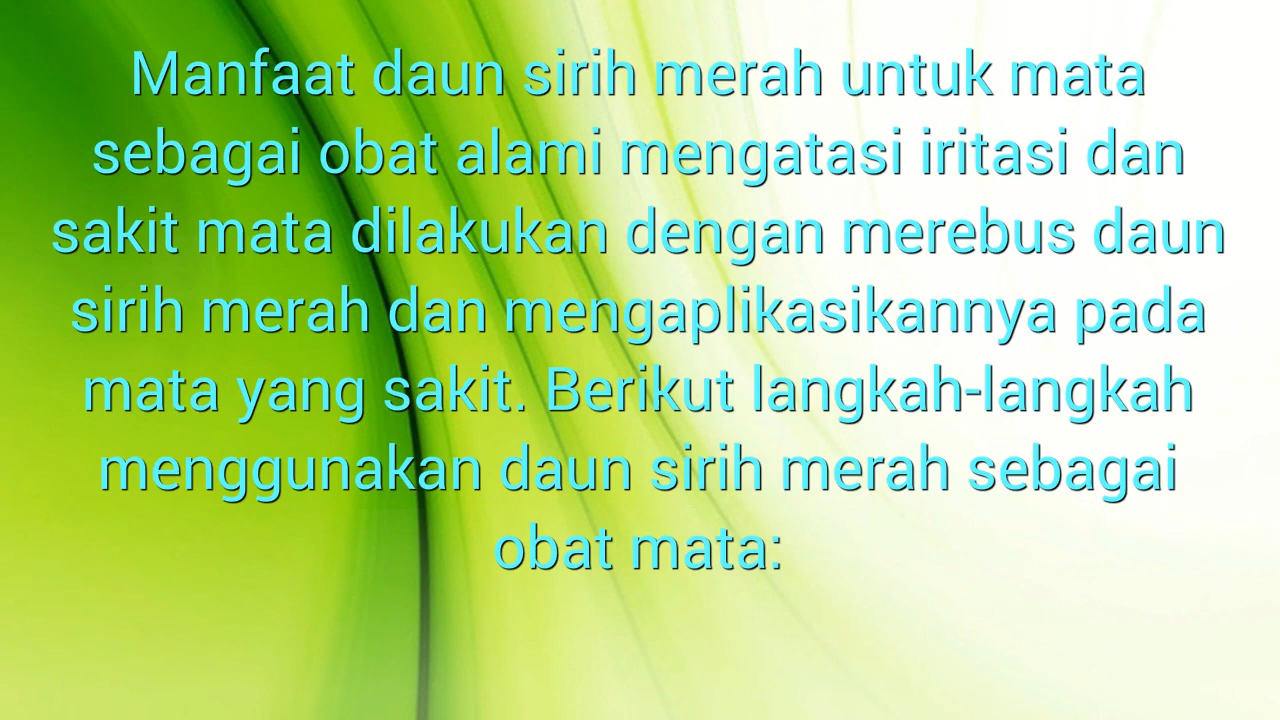 Manfaat daun sirih merah untuk mata
sebagai obat alami mengatasi iritasi dan
sakit mata dilakukan dengan merebus daun
sirih merah dan mengaplikasikannya pada
mata yang sakit. Berikut langkah-langkah
menggunakan daun sirih merah sebagai
obat mata: